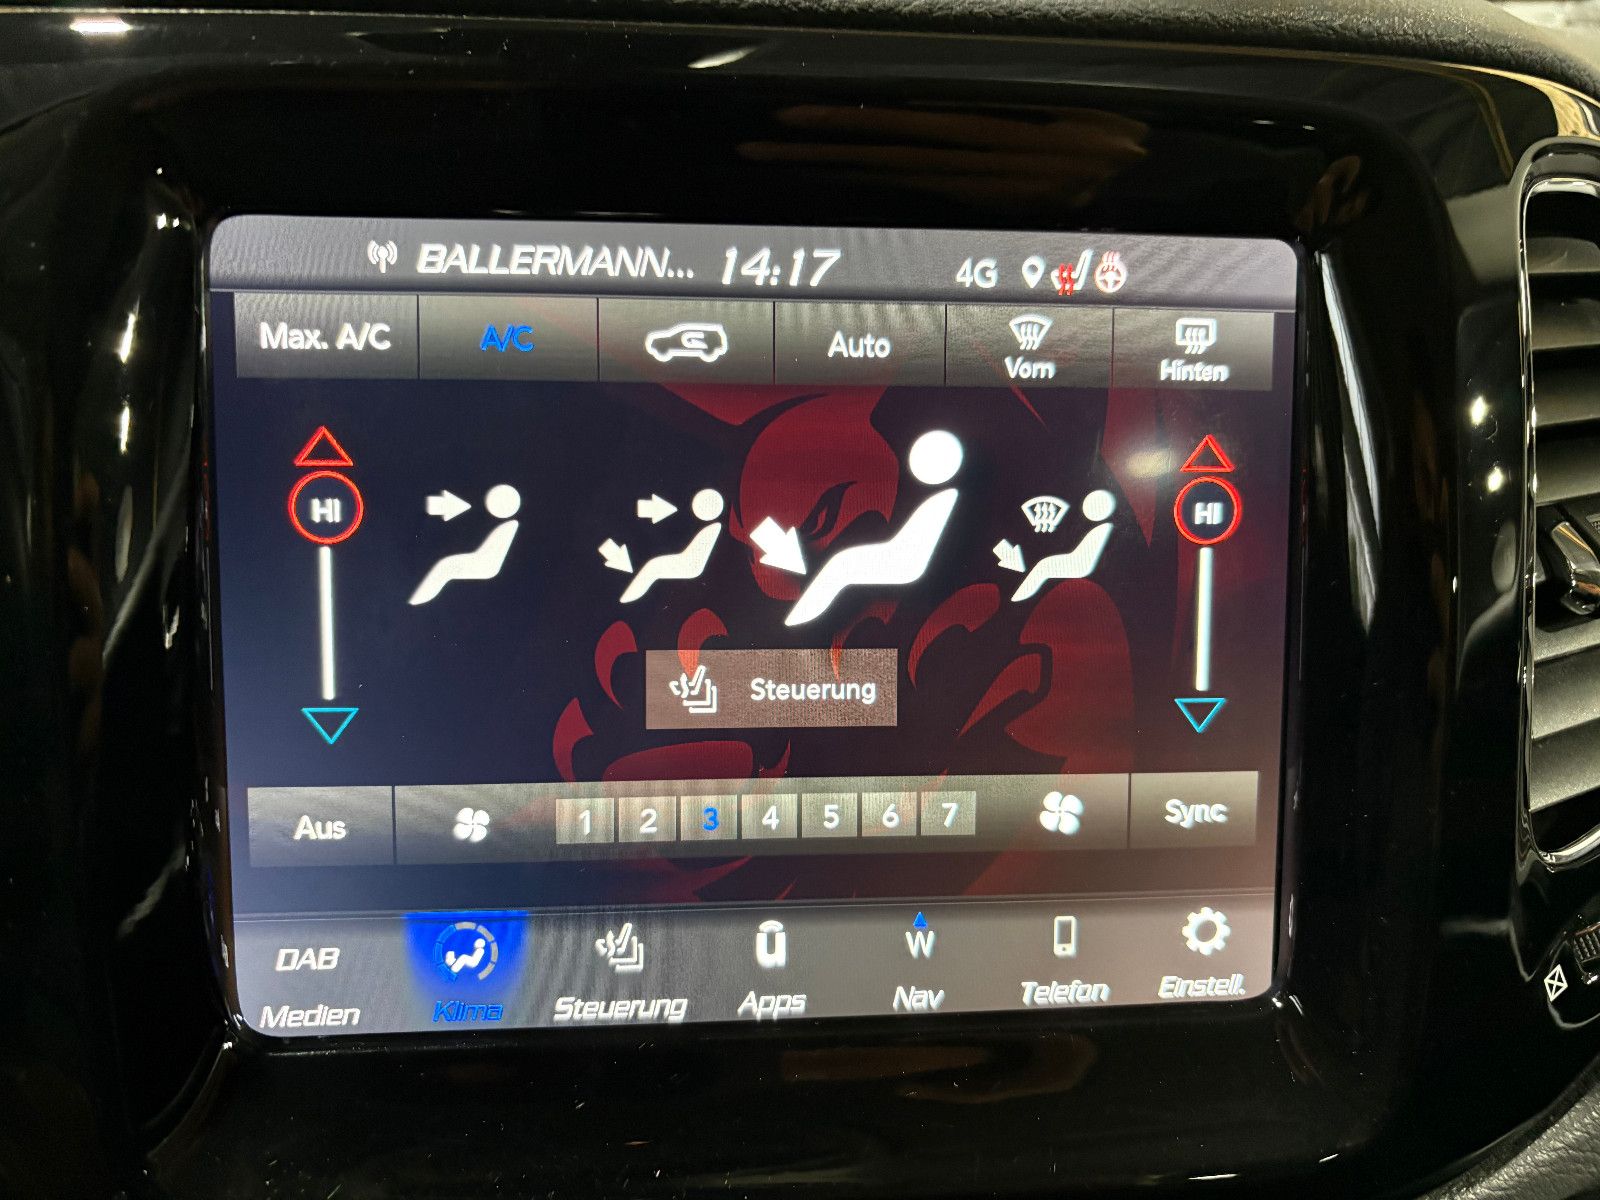 BALLERMANN... 14:17 4G
Max. A/C A/C Auto Vorn Hinten
HI HI
Steuerung
Aus 1 2 3 4 5 6 7 Sync
DAB W
Medien Klima Steuerung Apps Nav Telefon Einstell.